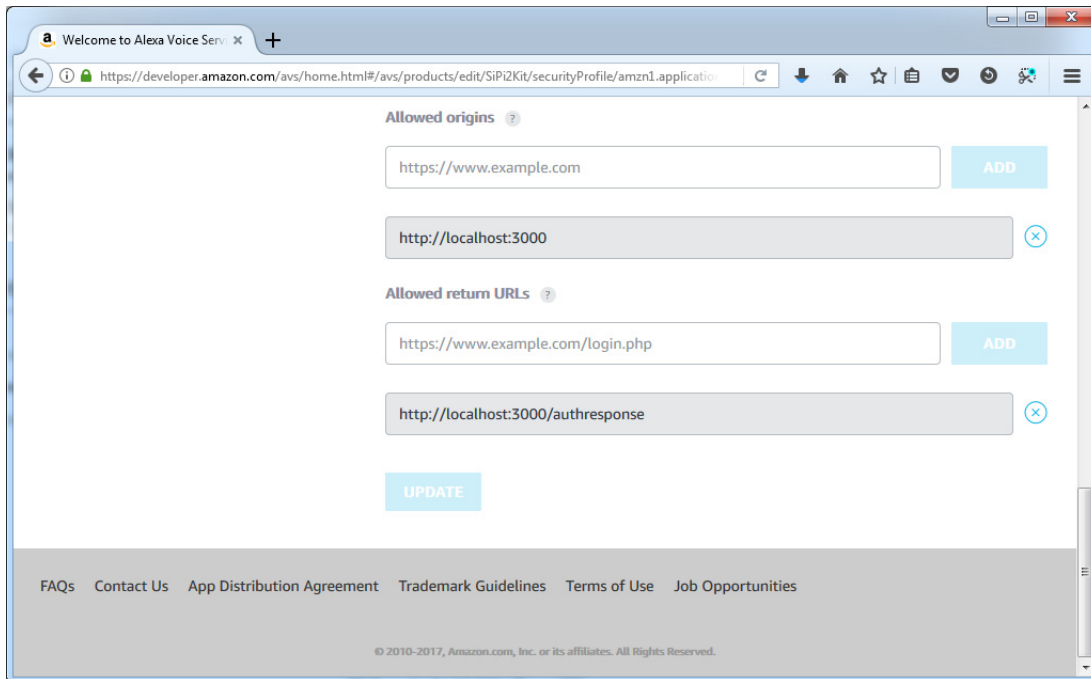 Welcome to Alexa Voice Serv
https://developer.amazon.com/avs/home.html#/avs/products/edit/SiPi2Kit/securityProfile/amzn1.application
Allowed origins ?
https://www.example.com ADD
http://localhost:3000
Allowed return URLs ?
https://www.example.com/login.php ADD
http://localhost:3000/authresponse
UPDATE
FAQs Contact Us App Distribution Agreement Trademark Guidelines Terms of Use Job Opportunities
© 2010-2017, Amazon.com, Inc. or its affiliates. All Rights Reserved.